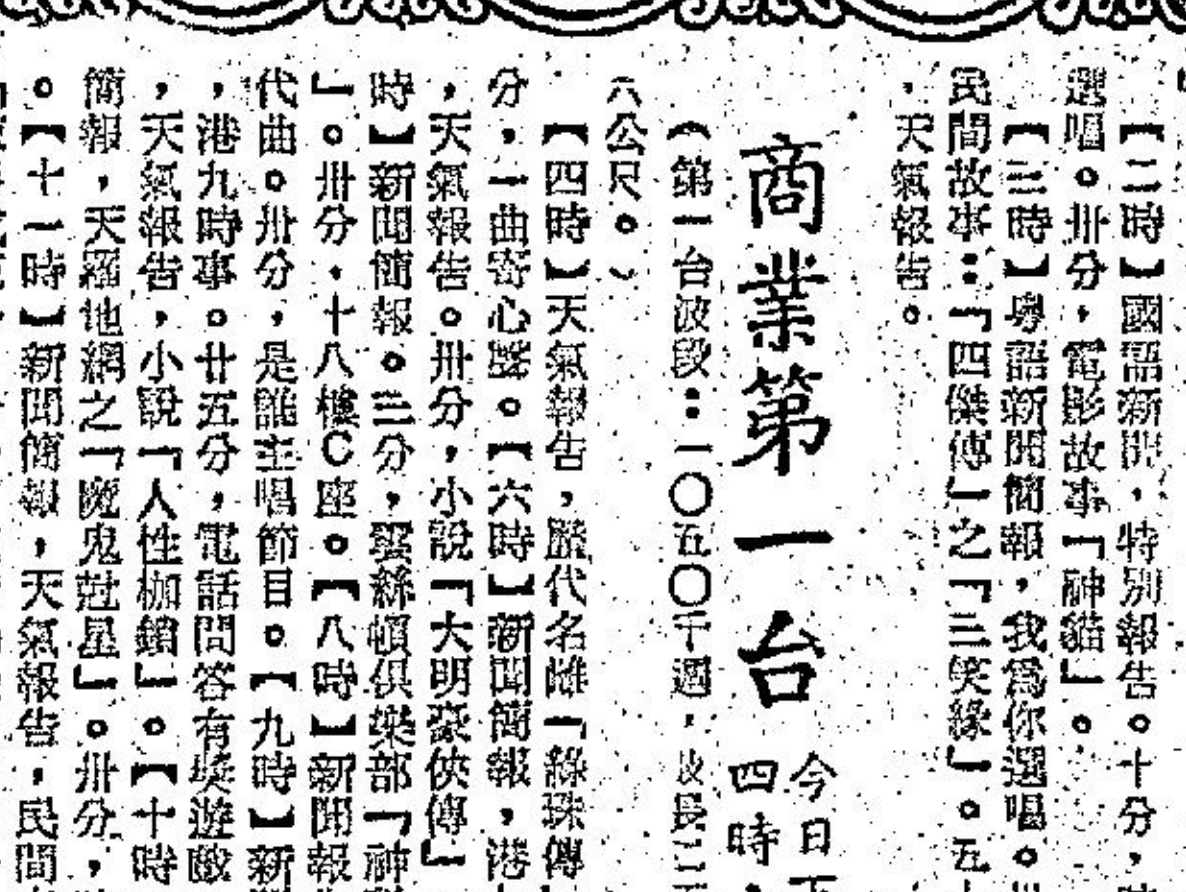 【二時】國語新聞，特別報告。十分，
選唱。卅分，電影故事「神貓」。
【三時】粤語新聞簡報，我爲你選唱。卅
民間故事：「四傑傳」之「三笑緣」。五十
，天氣報告。
商業第一台
今日下
四時，
（第一台波段：一〇五〇千週，波長二
六公尺。）
【四時】天氣報告，歷代名雌「綠珠傳」
分，一曲寄心聲。【六時】新聞簡報，港
，天氣報告。卅分，小說「大明豪俠傳」
時】新聞簡報。三分，雲絲頓俱樂部「神
」。卅分，十八樓C座。【八時】新聞報
代曲。卅分，是誰主唱節目。【九時】新
，港九時事。廿五分，電話問答有獎遊戲
，天氣報告，小說「人性枷鎖」。【十時
簡報，天羅地網之「魔鬼尅星」。卅分，
。【十一時】新聞簡報，天氣報告，民間